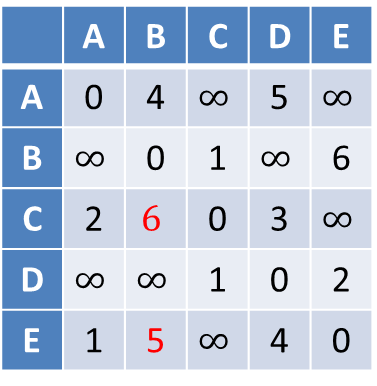 A B C D E
A 0 4 ∞ 5 ∞
B ∞ 0 1 ∞ 6
C 2 6 0 3 ∞
D ∞ ∞ 1 0 2
E 1 5 ∞ 4 0